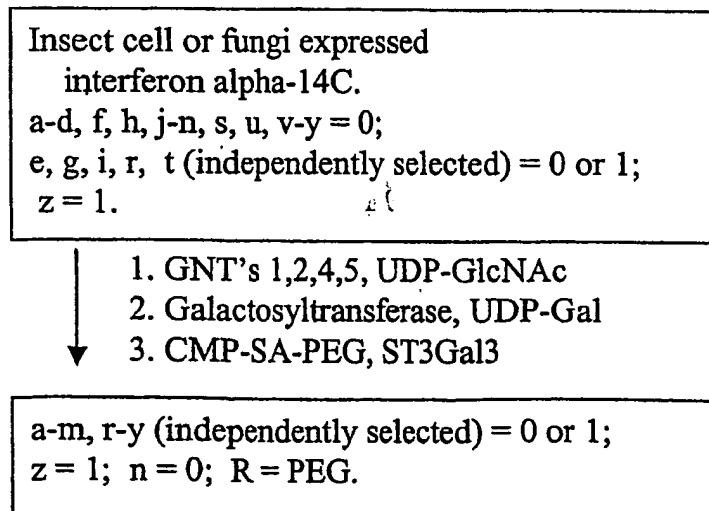 Insect cell or fungi expressed
interferon alpha-14C.
a-d, f, h, j-n, s, u, v-y = 0;
e, g, i, r, t (independently selected) = 0 or 1;
z = 1.
1. GNT's 1,2,4,5, UDP-GlcNAc
2. Galactosyltransferase, UDP-Gal
3. CMP-SA-PEG, ST3Gal3
a-m, r-y (independently selected) = 0 or 1;
z = 1; n = 0; R = PEG.